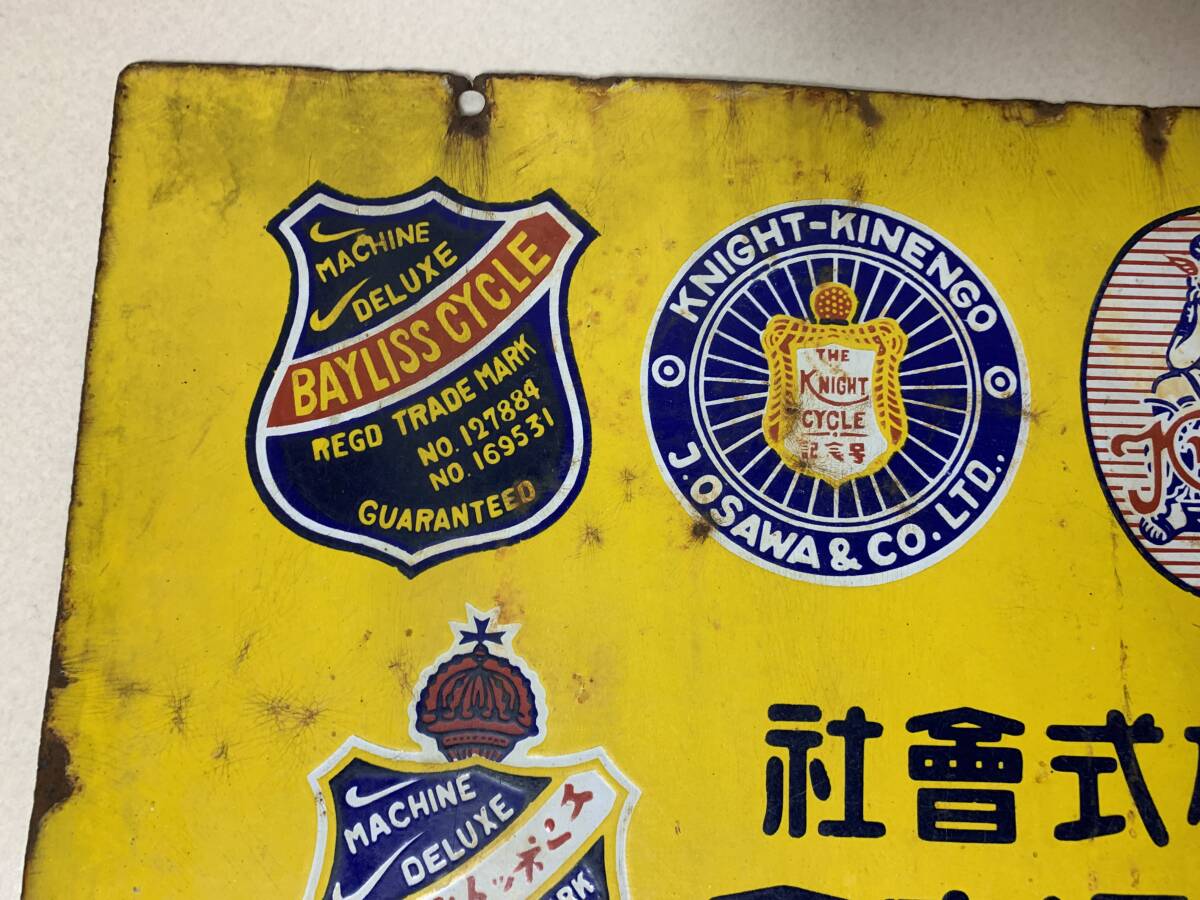 MACHINE
DELUXE
BAYLISS CYCLE
REGD TRADE MARK
NO. 127884
NO. 169531
GUARANTEED
KNIGHT-KINENGO
THE
KNIGHT
CYCLE
記念号
J. OSAWA & CO. LTD.,
MACHINE
DELUXE
社會式